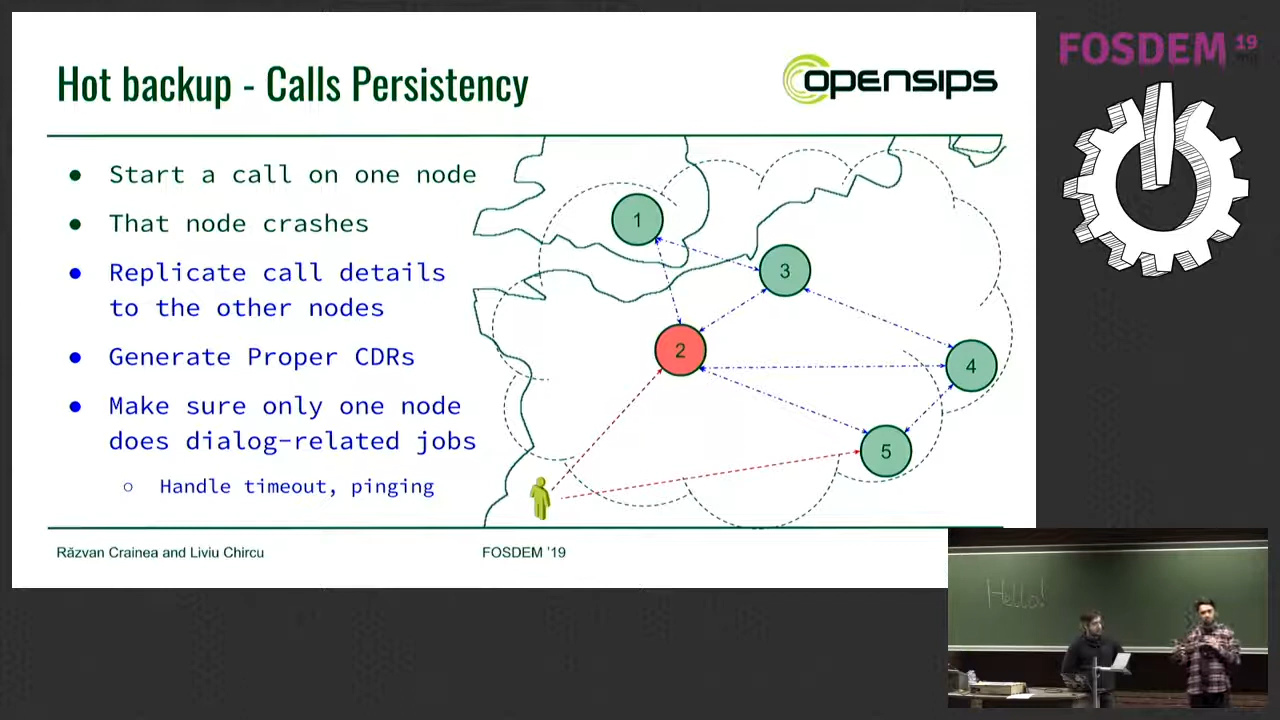 Hot backup - Calls Persistency
OPENSIPS
FOSDEM 19
● Start a call on one node
● That node crashes
● Replicate call details
to the other nodes
● Generate Proper CDRs
● Make sure only one node
does dialog-related jobs
○ Handle timeout, pinging
1
3
2
4
5
Răzvan Crainea and Liviu Chircu
FOSDEM '19
Hello!